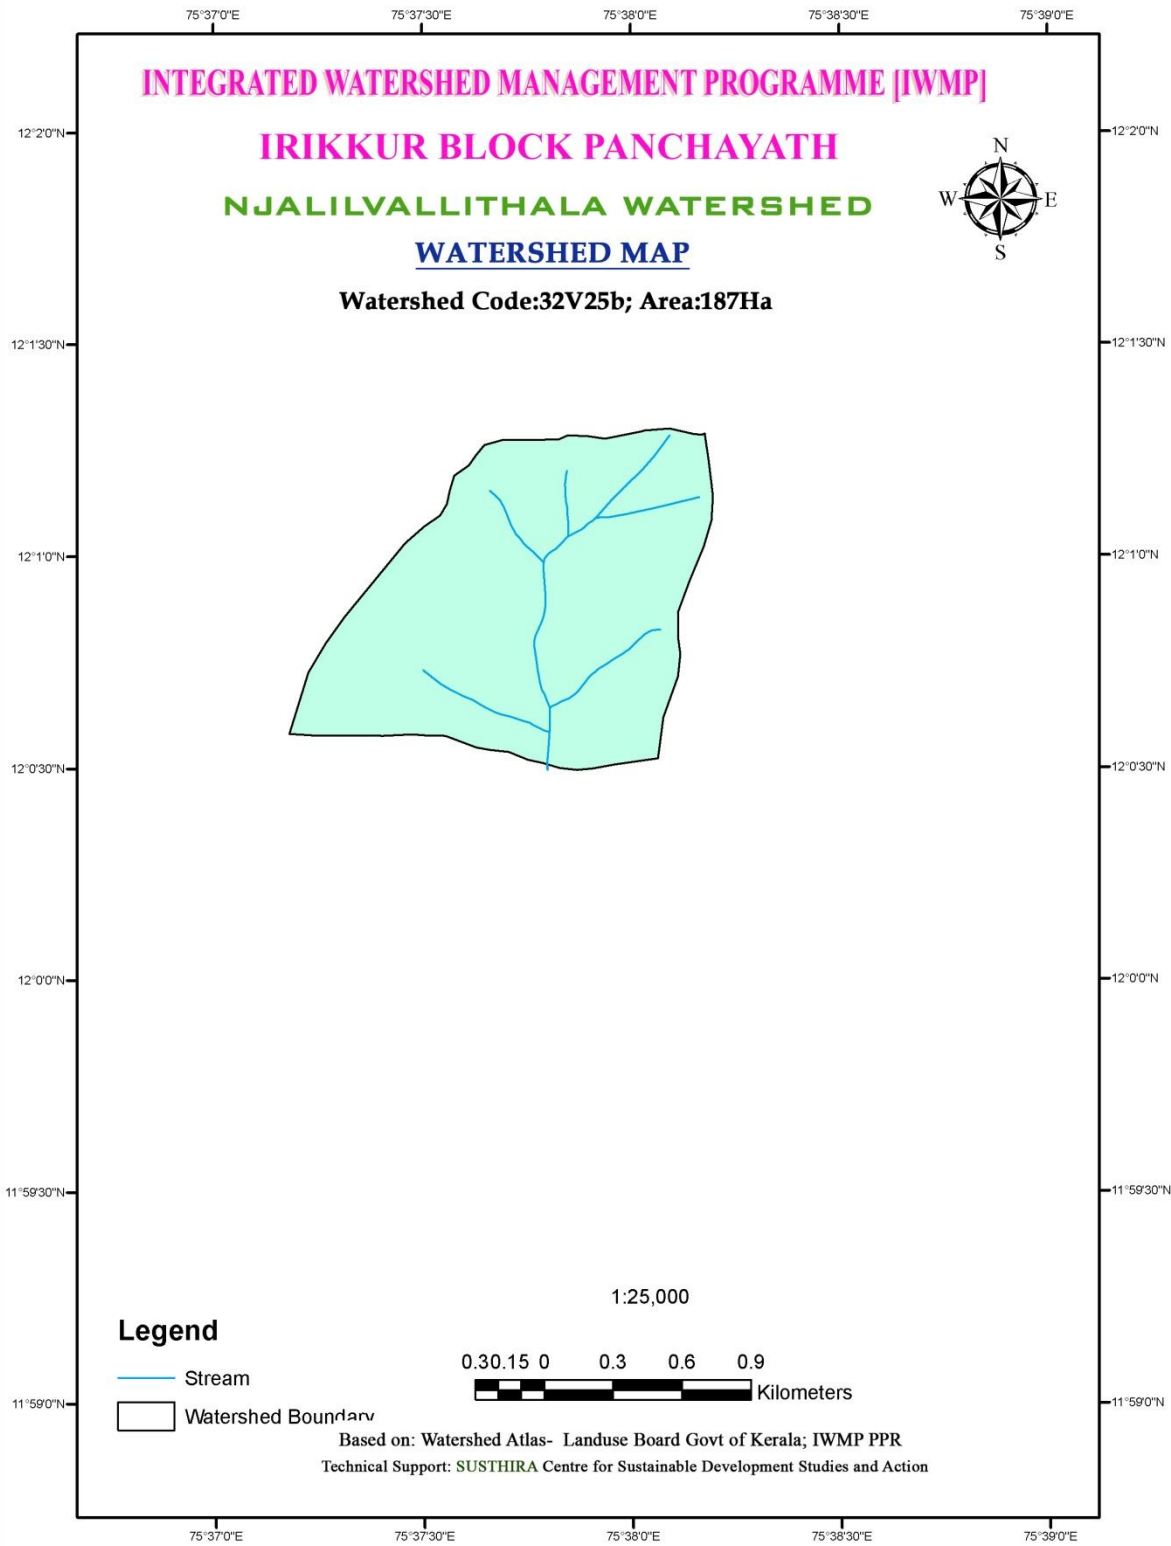 75°37'0"E 75°37'30"E 75°38'0"E 75°38'30"E 75°39'0"E
INTEGRATED WATERSHED MANAGEMENT PROGRAMME [IWMP]
12°2'0"N 12°2'0"N
IRIKKUR BLOCK PANCHAYATH
N
W E
S
NJALILVALLITHALA WATERSHED
WATERSHED MAP
Watershed Code:32V25b; Area:187Ha
12°1'30"N 12°1'30"N
12°1'0"N 12°1'0"N
12°0'30"N 12°0'30"N
12°0'0"N 12°0'0"N
11°59'30"N 11°59'30"N
1:25,000
Legend
0.30.15 0 0.3 0.6 0.9
Stream
Kilometers
11°59'0"N 11°59'0"N
Watershed Boundary
Based on: Watershed Atlas- Landuse Board Govt of Kerala; IWMP PPR
Technical Support: SUSTHIRA Centre for Sustainable Development Studies and Action
75°37'0"E 75°37'30"E 75°38'0"E 75°38'30"E 75°39'0"E